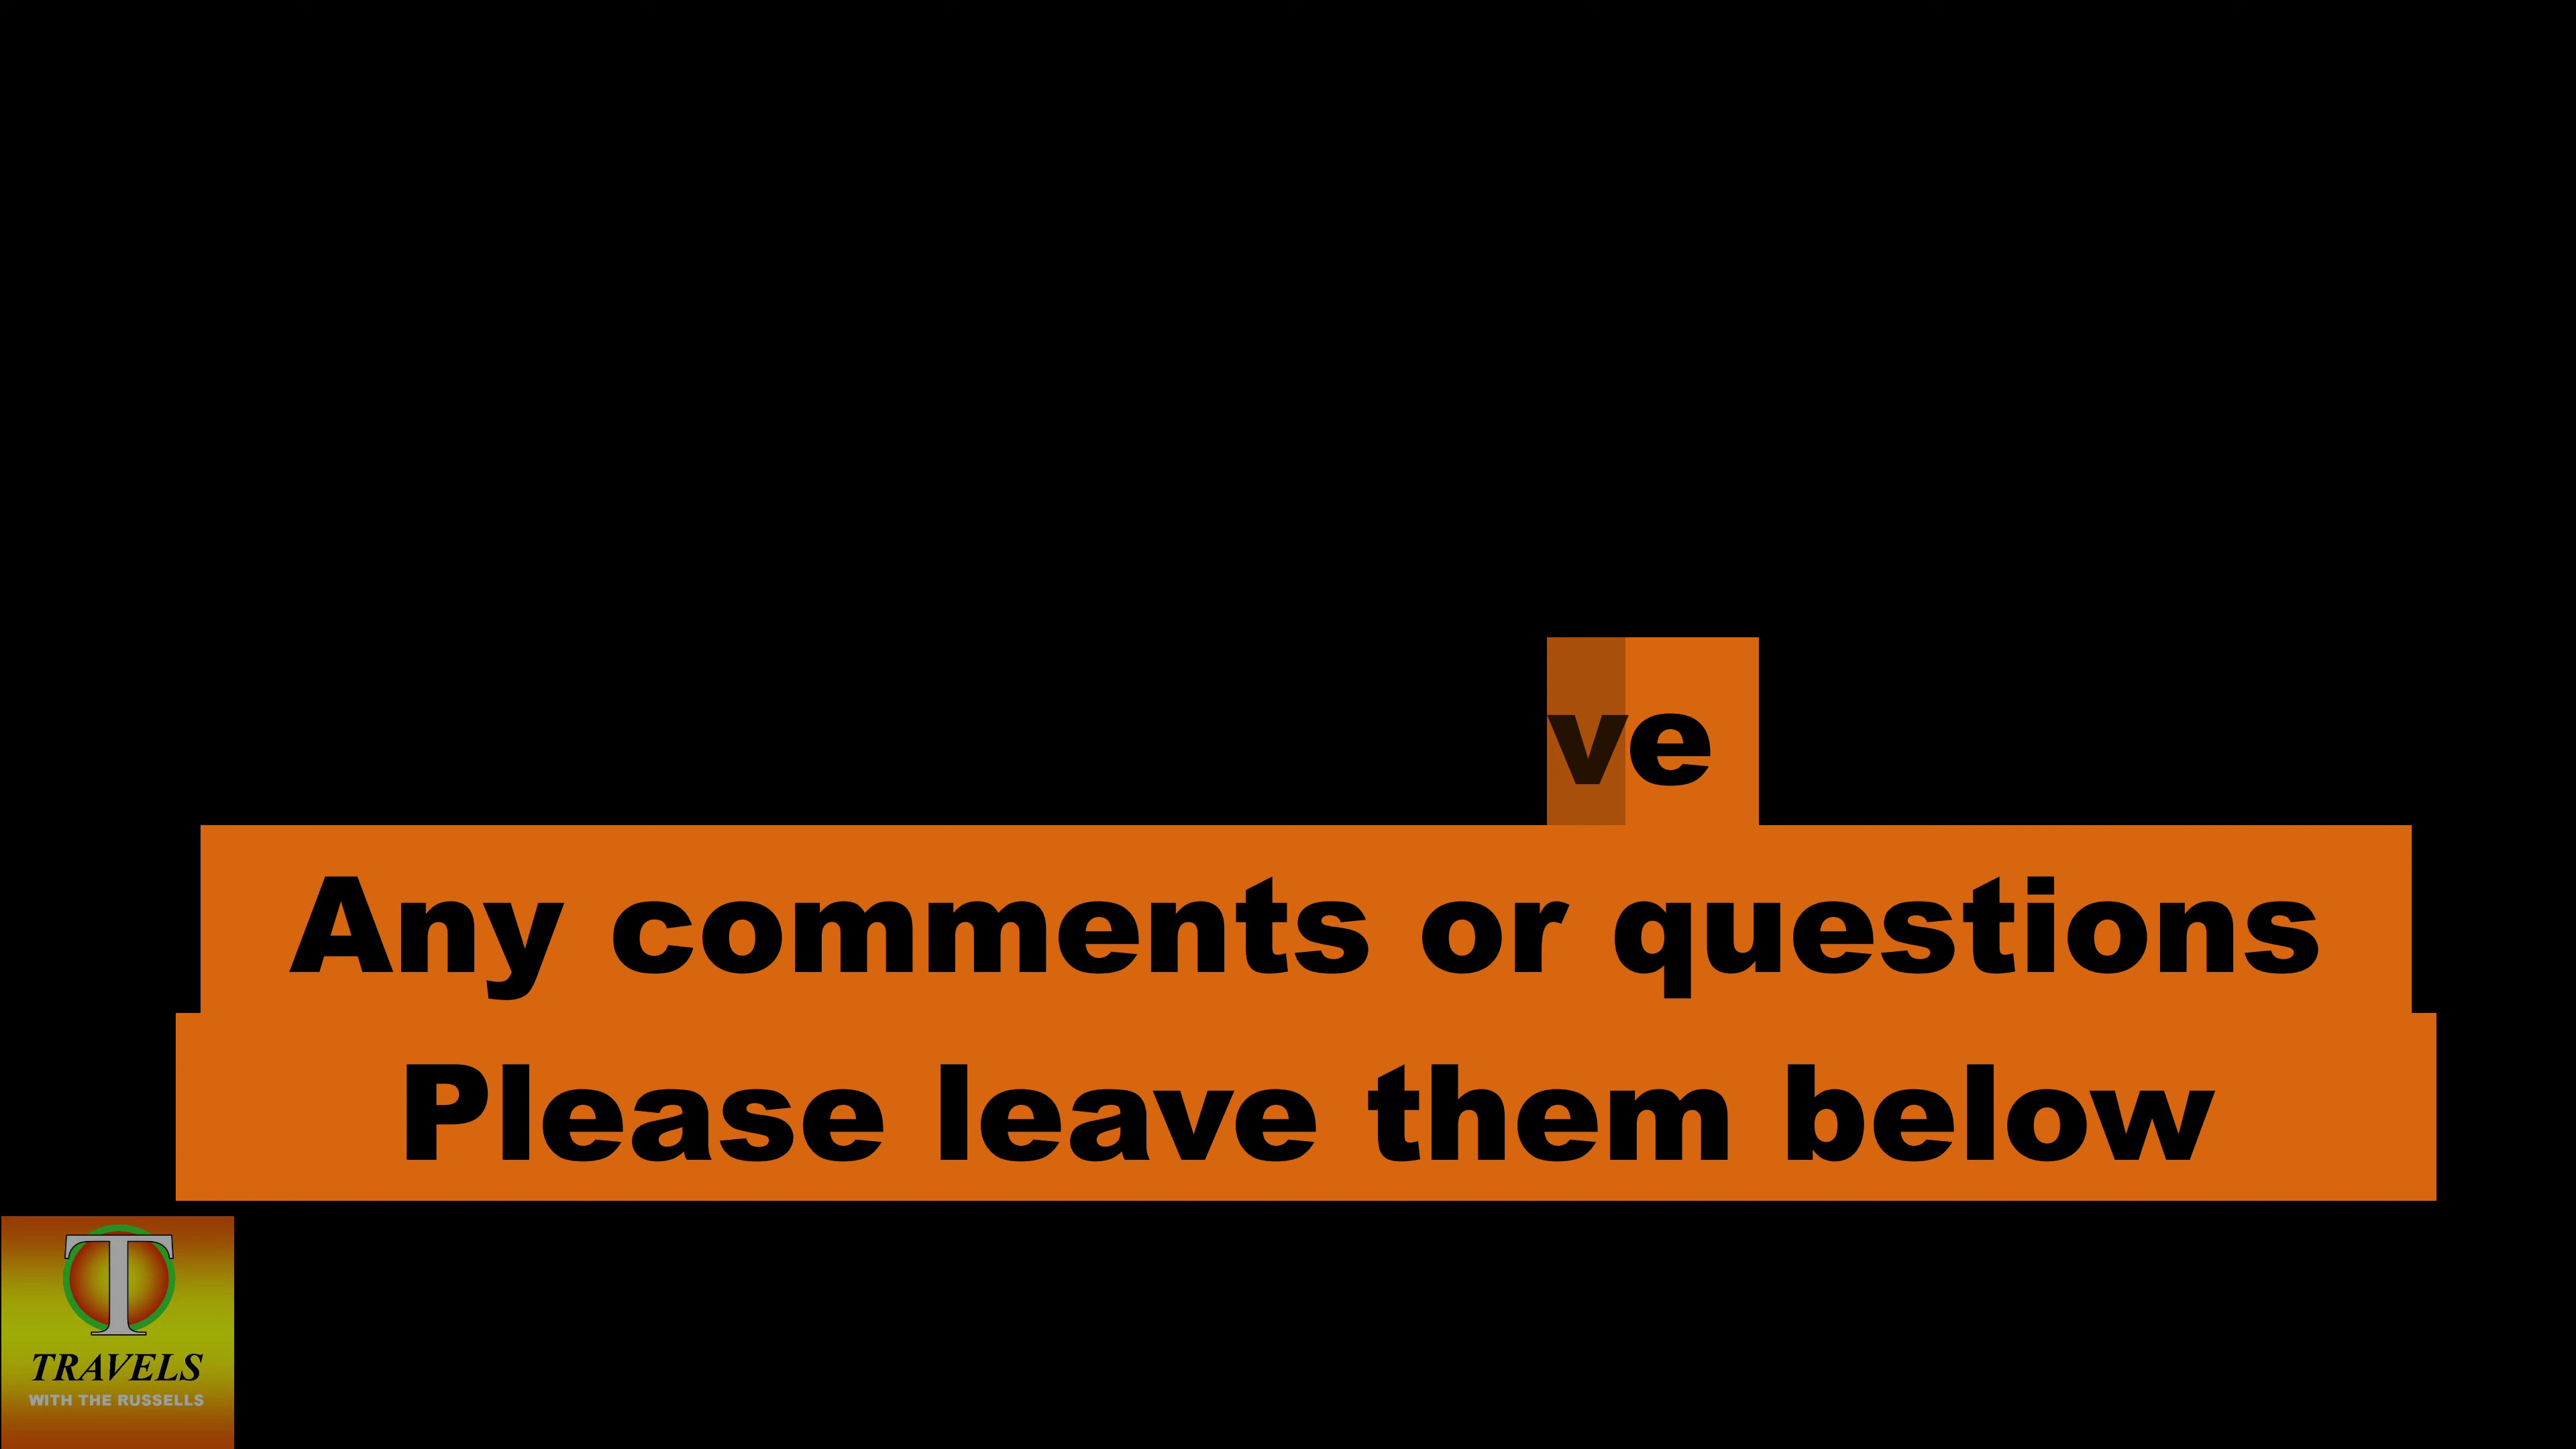 ve
Any comments or questions
Please leave them below
T
TRAVELS
WITH THE RUSSELLS